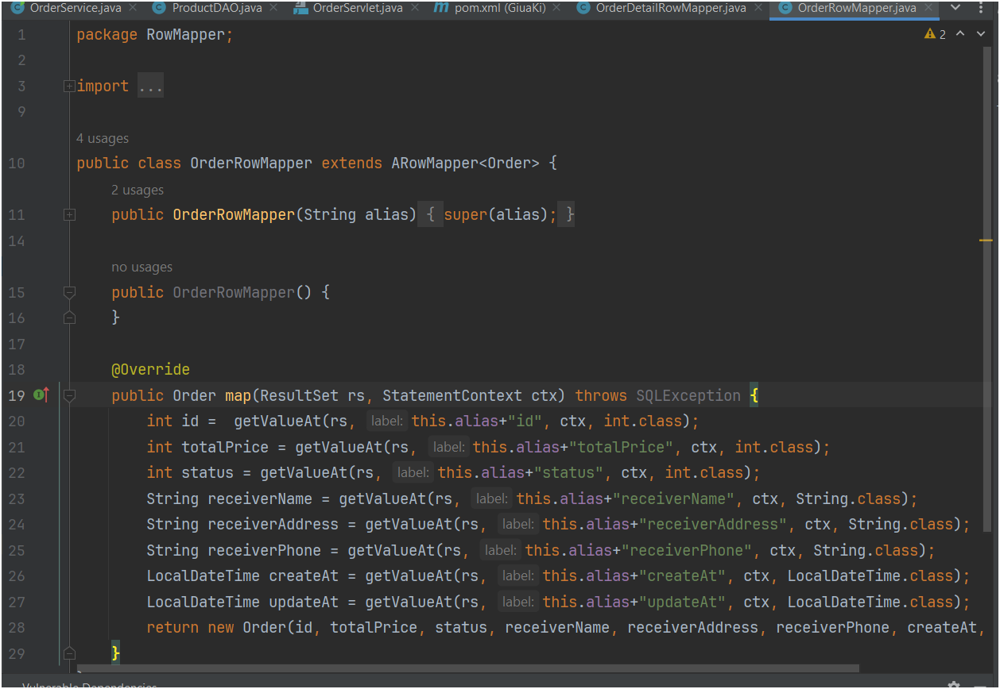 OrderService.java ProductDAO.java OrderServlet.java pom.xml (GiuaKi) OrderDetailRowMapper.java OrderRowMapper.java
1 package RowMapper; 2
2
3 import ...
9
4 usages
10 public class OrderRowMapper extends ARowMapper<Order> {
2 usages
11 public OrderRowMapper(String alias) { super(alias); }
14
no usages
15 public OrderRowMapper() {
16 }
17
18 @Override
19 public Order map(ResultSet rs, StatementContext ctx) throws SQLException {
20 int id =  getValueAt(rs, label: this.alias+"id", ctx, int.class);
21 int totalPrice = getValueAt(rs, label: this.alias+"totalPrice", ctx, int.class);
22 int status = getValueAt(rs, label: this.alias+"status", ctx, int.class);
23 String receiverName = getValueAt(rs, label: this.alias+"receiverName", ctx, String.class);
24 String receiverAddress = getValueAt(rs, label: this.alias+"receiverAddress", ctx, String.class);
25 String receiverPhone = getValueAt(rs, label: this.alias+"receiverPhone", ctx, String.class);
26 LocalDateTime createAt = getValueAt(rs, label: this.alias+"createAt", ctx, LocalDateTime.class);
27 LocalDateTime updateAt = getValueAt(rs, label: this.alias+"updateAt", ctx, LocalDateTime.class);
28 return new Order(id, totalPrice, status, receiverName, receiverAddress, receiverPhone, createAt,
29 }
Vulnerable Dependencies